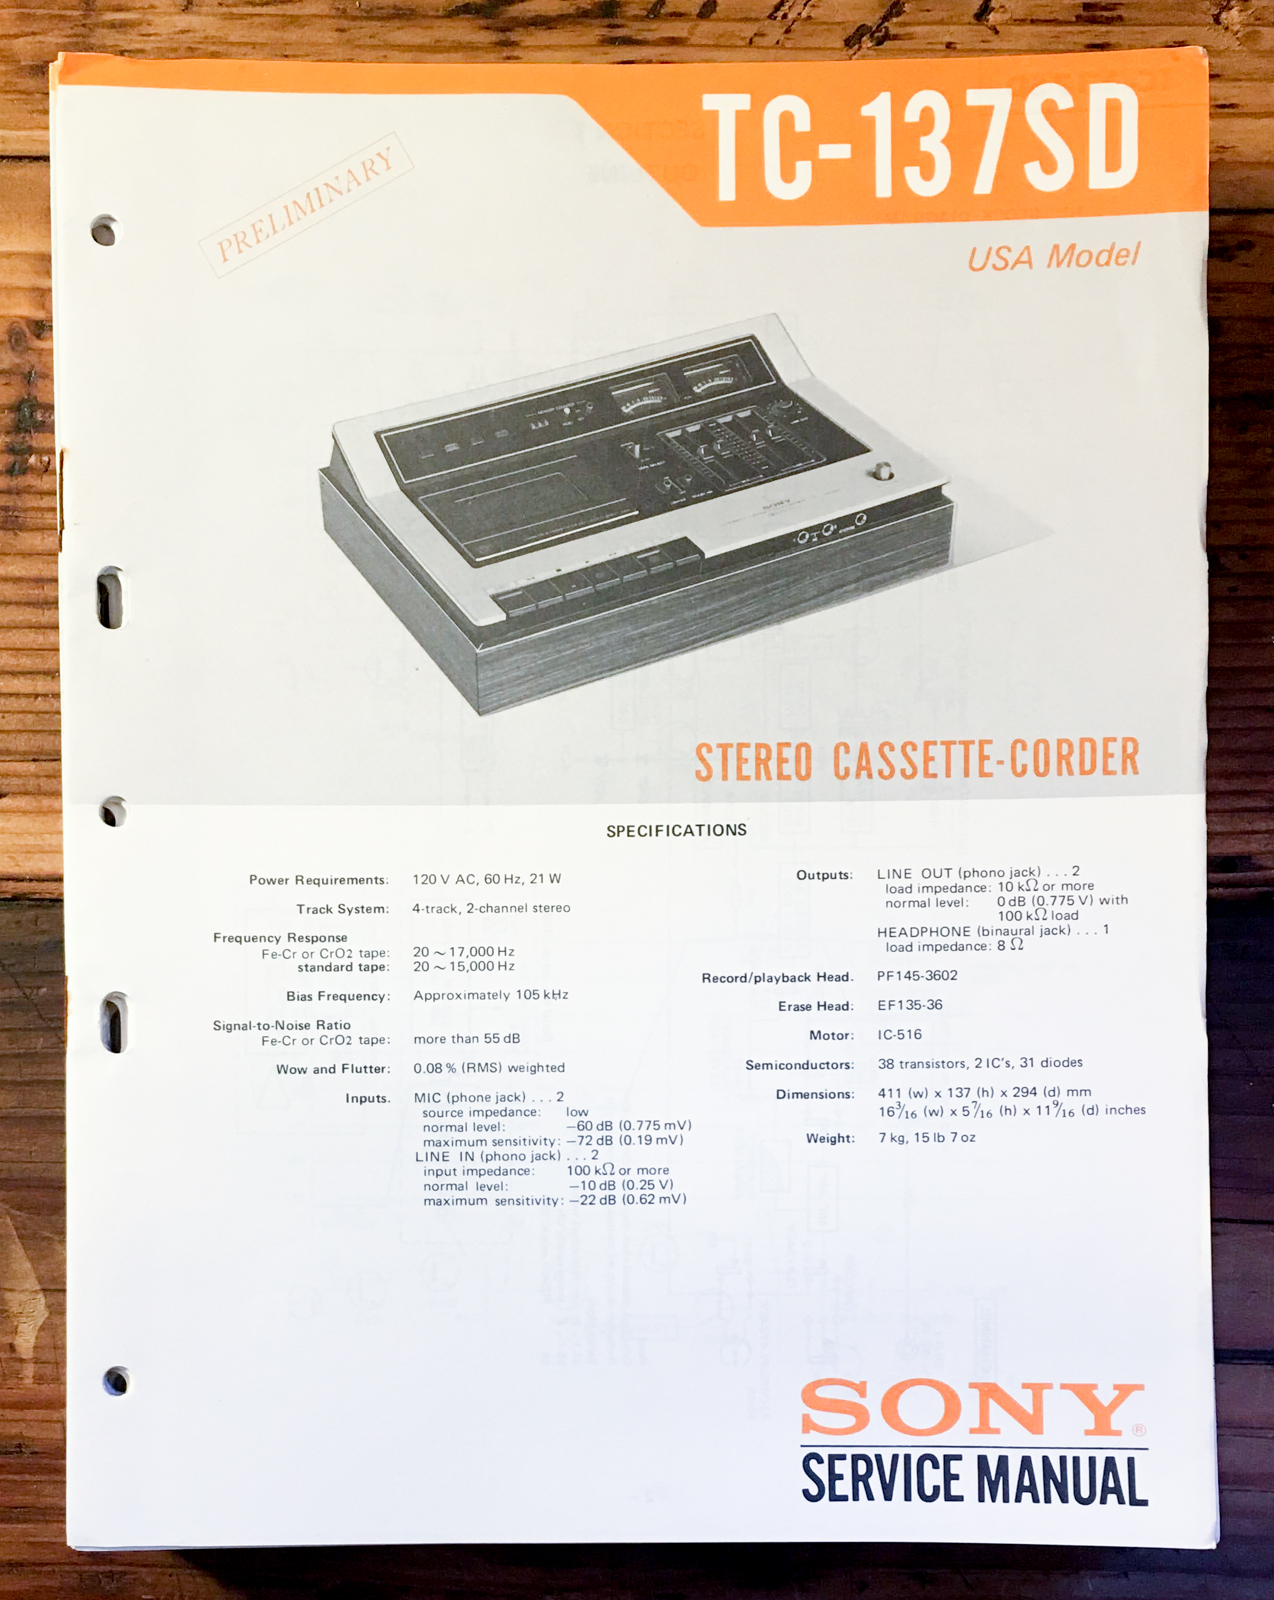 TC-137SD
PRELIMINARY
USA Model
SONY
STEREO CASSETTE-CORDER
SPECIFICATIONS
Power Requirements: 120 V AC, 60 Hz, 21 W
Track System: 4-track, 2-channel stereo
Frequency Response
Fe-Cr or CrO2 tape: 20 ~ 17,000 Hz
standard tape: 20 ~ 15,000 Hz
Bias Frequency: Approximately 105 kHz
Signal-to-Noise Ratio
Fe-Cr or CrO2 tape: more than 55 dB
Wow and Flutter: 0.08 % (RMS) weighted
Inputs. MIC (phone jack) . . . 2
source impedance: low
normal level: −60 dB (0.775 mV)
maximum sensitivity: −72 dB (0.19 mV)
LINE IN (phono jack) . . . 2
input impedance: 100 kΩ or more
normal level: −10 dB (0.25 V)
maximum sensitivity: −22 dB (0.62 mV)
Outputs: LINE OUT (phono jack) . . . 2
load impedance: 10 kΩ or more
normal level: 0 dB (0.775 V) with
100 kΩ load
HEADPHONE (binaural jack) . . . 1
load impedance: 8 Ω
Record/playback Head. PF145-3602
Erase Head: EF135-36
Motor: IC-516
Semiconductors: 38 transistors, 2 IC's, 31 diodes
Dimensions: 411 (w) x 137 (h) x 294 (d) mm
16 3/16 (w) x 5 7/16 (h) x 11 9/16 (d) inches
Weight: 7 kg, 15 lb 7 oz
SONY®
SERVICE MANUAL